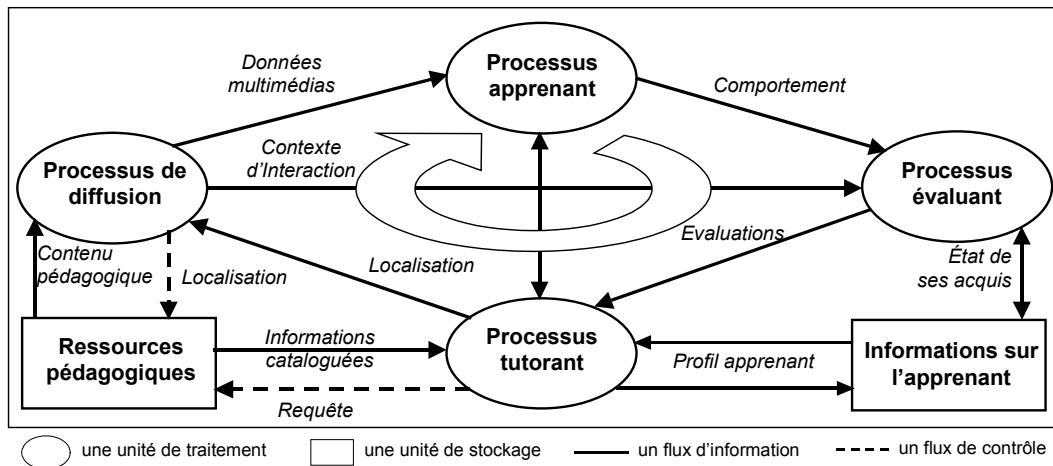 Données
multimédias
Processus
apprenant
Comportement
Processus de
diffusion
Contexte
d'Interaction
Processus
évaluant
Contenu
pédagogique
Localisation
Localisation
Evaluations
État de
ses acquis
Ressources
pédagogiques
Informations
cataloguées
Processus
tutorant
Profil apprenant
Informations sur
l'apprenant
Requête
une unité de traitement
une unité de stockage
un flux d'information
un flux de contrôle